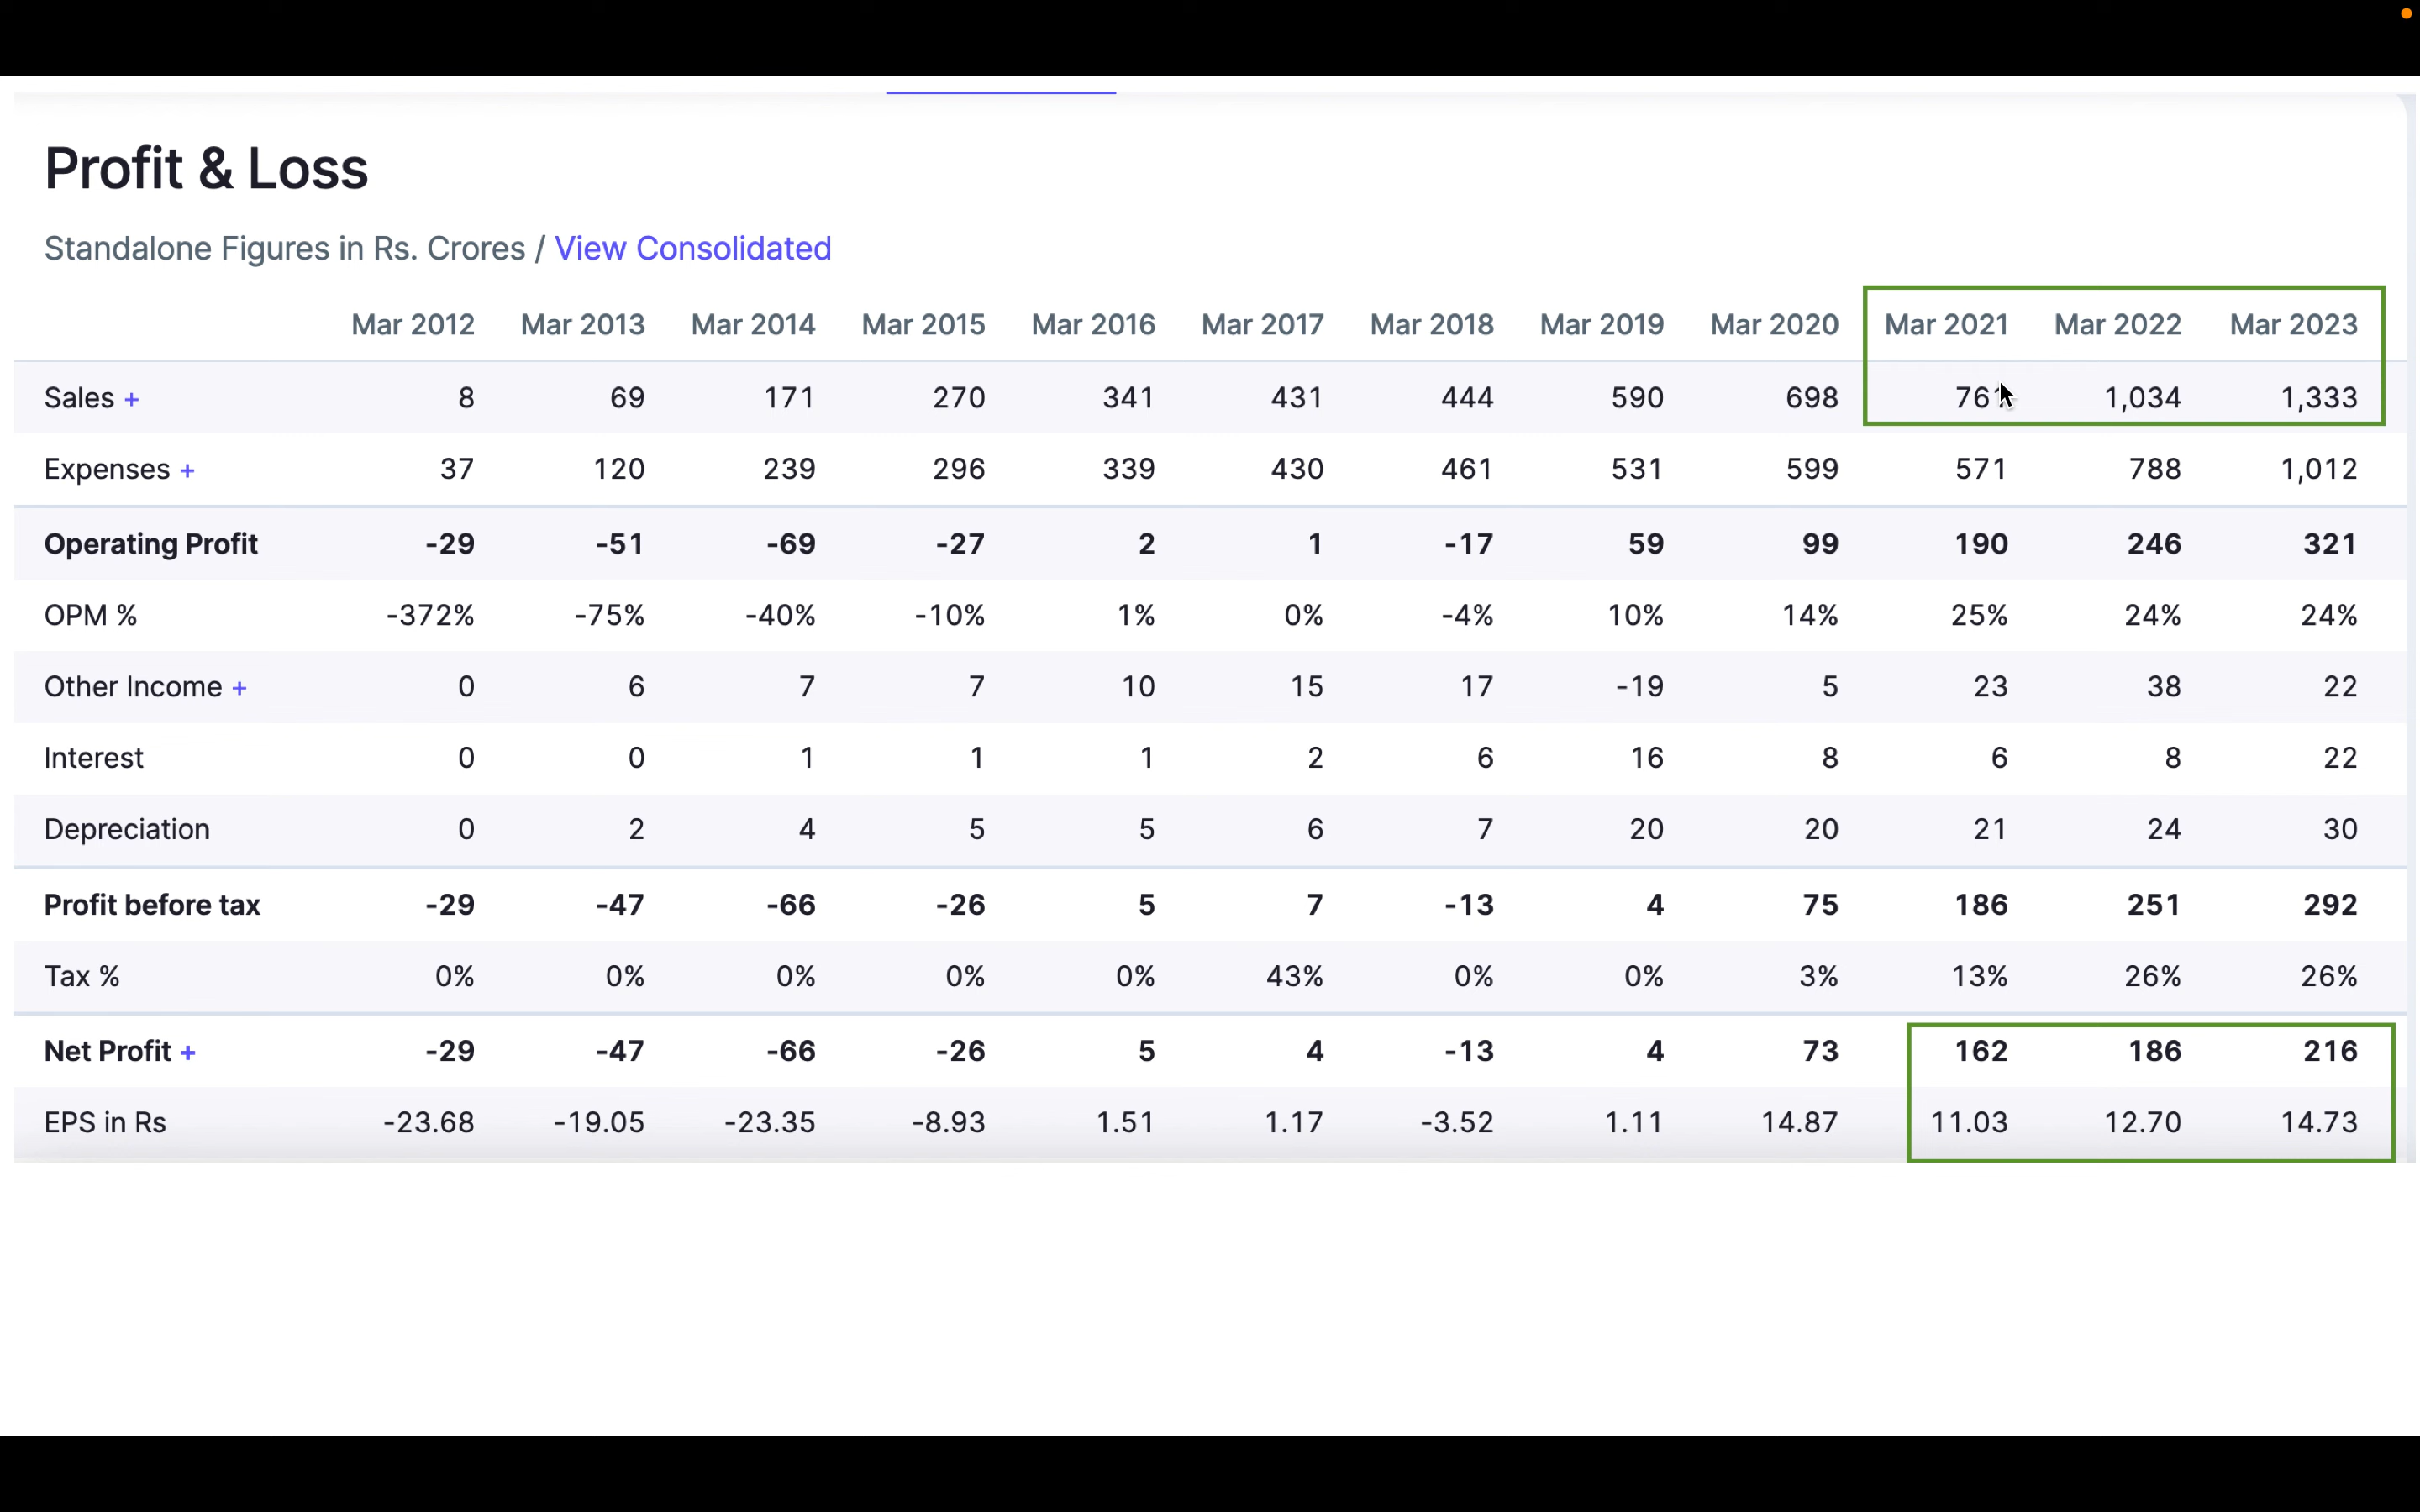 Profit & Loss
Standalone Figures in Rs. Crores / View Consolidated
Mar 2012 Mar 2013 Mar 2014 Mar 2015 Mar 2016 Mar 2017 Mar 2018 Mar 2019 Mar 2020 Mar 2021 Mar 2022 Mar 2023
Sales + 8 69 171 270 341 431 444 590 698 761 1,034 1,333
Expenses + 37 120 239 296 339 430 461 531 599 571 788 1,012
Operating Profit -29 -51 -69 -27 2 1 -17 59 99 190 246 321
OPM % -372% -75% -40% -10% 1% 0% -4% 10% 14% 25% 24% 24%
Other Income + 0 6 7 7 10 15 17 -19 5 23 38 22
Interest 0 0 1 1 1 2 6 16 8 6 8 22
Depreciation 0 2 4 5 5 6 7 20 20 21 24 30
Profit before tax -29 -47 -66 -26 5 7 -13 4 75 186 251 292
Tax % 0% 0% 0% 0% 0% 43% 0% 0% 3% 13% 26% 26%
Net Profit + -29 -47 -66 -26 5 4 -13 4 73 162 186 216
EPS in Rs -23.68 -19.05 -23.35 -8.93 1.51 1.17 -3.52 1.11 14.87 11.03 12.70 14.73